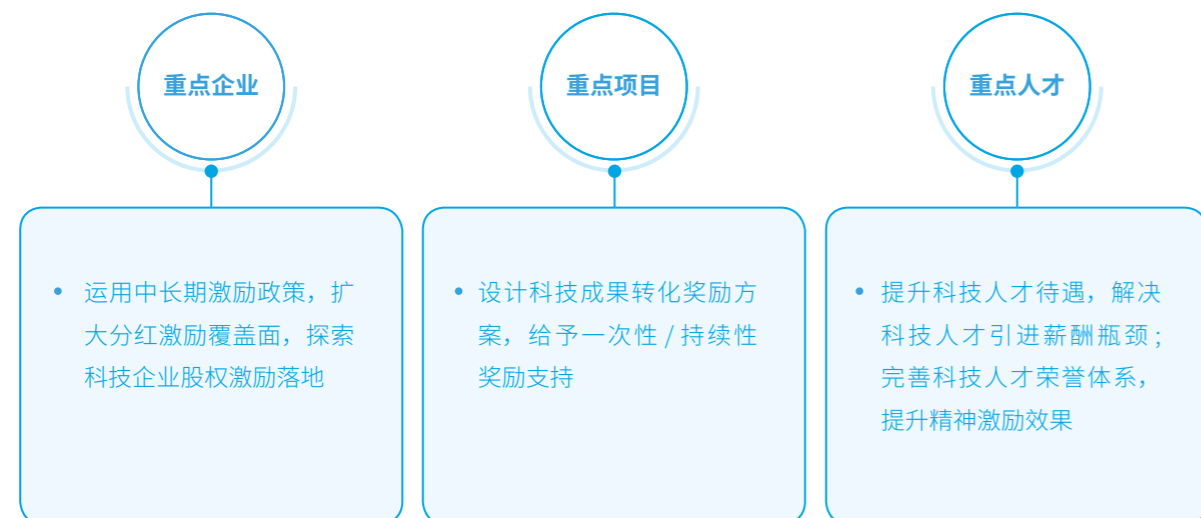 重点企业
重点项目
重点人才
• 运用中长期激励政策，扩
大分红激励覆盖面，探索
科技企业股权激励落地
• 设计科技成果转化奖励方
案，给予一次性 / 持续性
奖励支持
• 提升科技人才待遇，解决
科技人才引进薪酬瓶颈；
完善科技人才荣誉体系，
提升精神激励效果